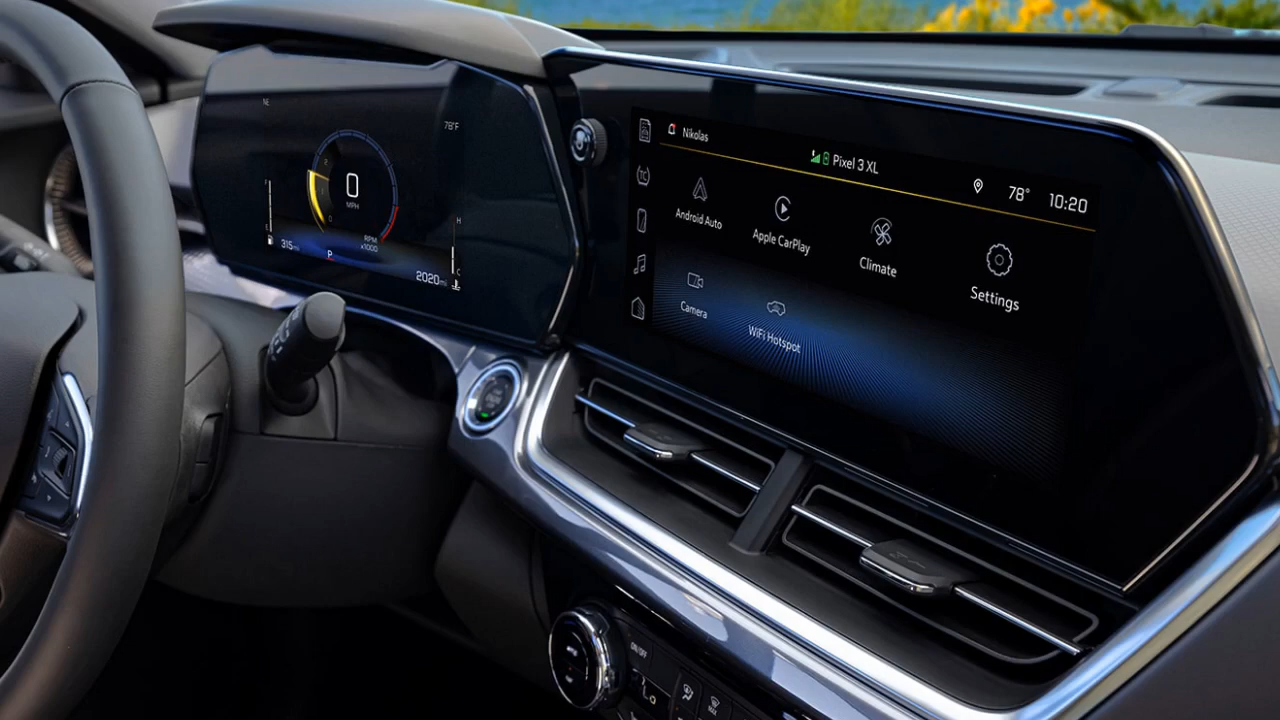 NE
78°F
0
MPH
RPM
x1000
315mi
P
2020mi
H
C
Nikolas
Pixel 3 XL
78°
10:20
TC
Android Auto
Apple CarPlay
Climate
Settings
Camera
WiFi Hotspot
ON/OFF